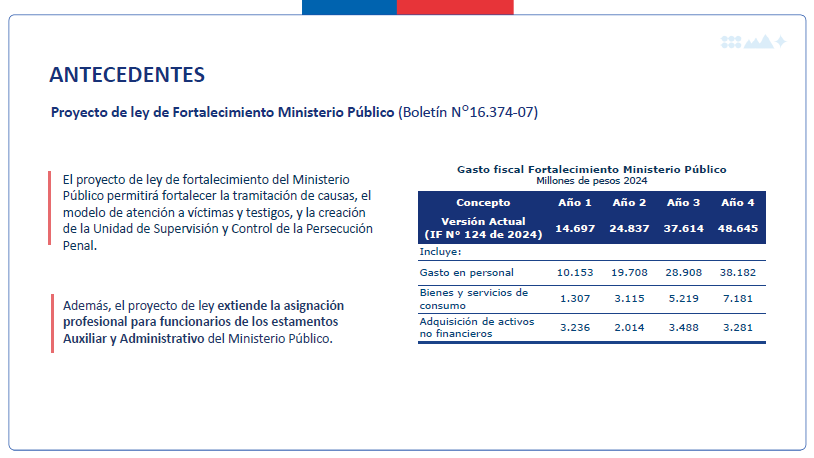 ANTECEDENTES
Proyecto de ley de Fortalecimiento Ministerio Público (Boletín N°16.374-07)
El proyecto de ley de fortalecimiento del Ministerio
Público permitirá fortalecer la tramitación de causas, el
modelo de atención a víctimas y testigos, y la creación
de la Unidad de Supervisión y Control de la Persecución
Penal.
Además, el proyecto de ley extiende la asignación
profesional para funcionarios de los estamentos
Auxiliar y Administrativo del Ministerio Público.
Gasto fiscal Fortalecimiento Ministerio Público
Millones de pesos 2024
Concepto Año 1 Año 2 Año 3 Año 4
Versión Actual
(IF N° 124 de 2024) 14.697 24.837 37.614 48.645
Incluye:
Gasto en personal 10.153 19.708 28.908 38.182
Bienes y servicios de
consumo 1.307 3.115 5.219 7.181
Adquisición de activos
no financieros 3.236 2.014 3.488 3.281